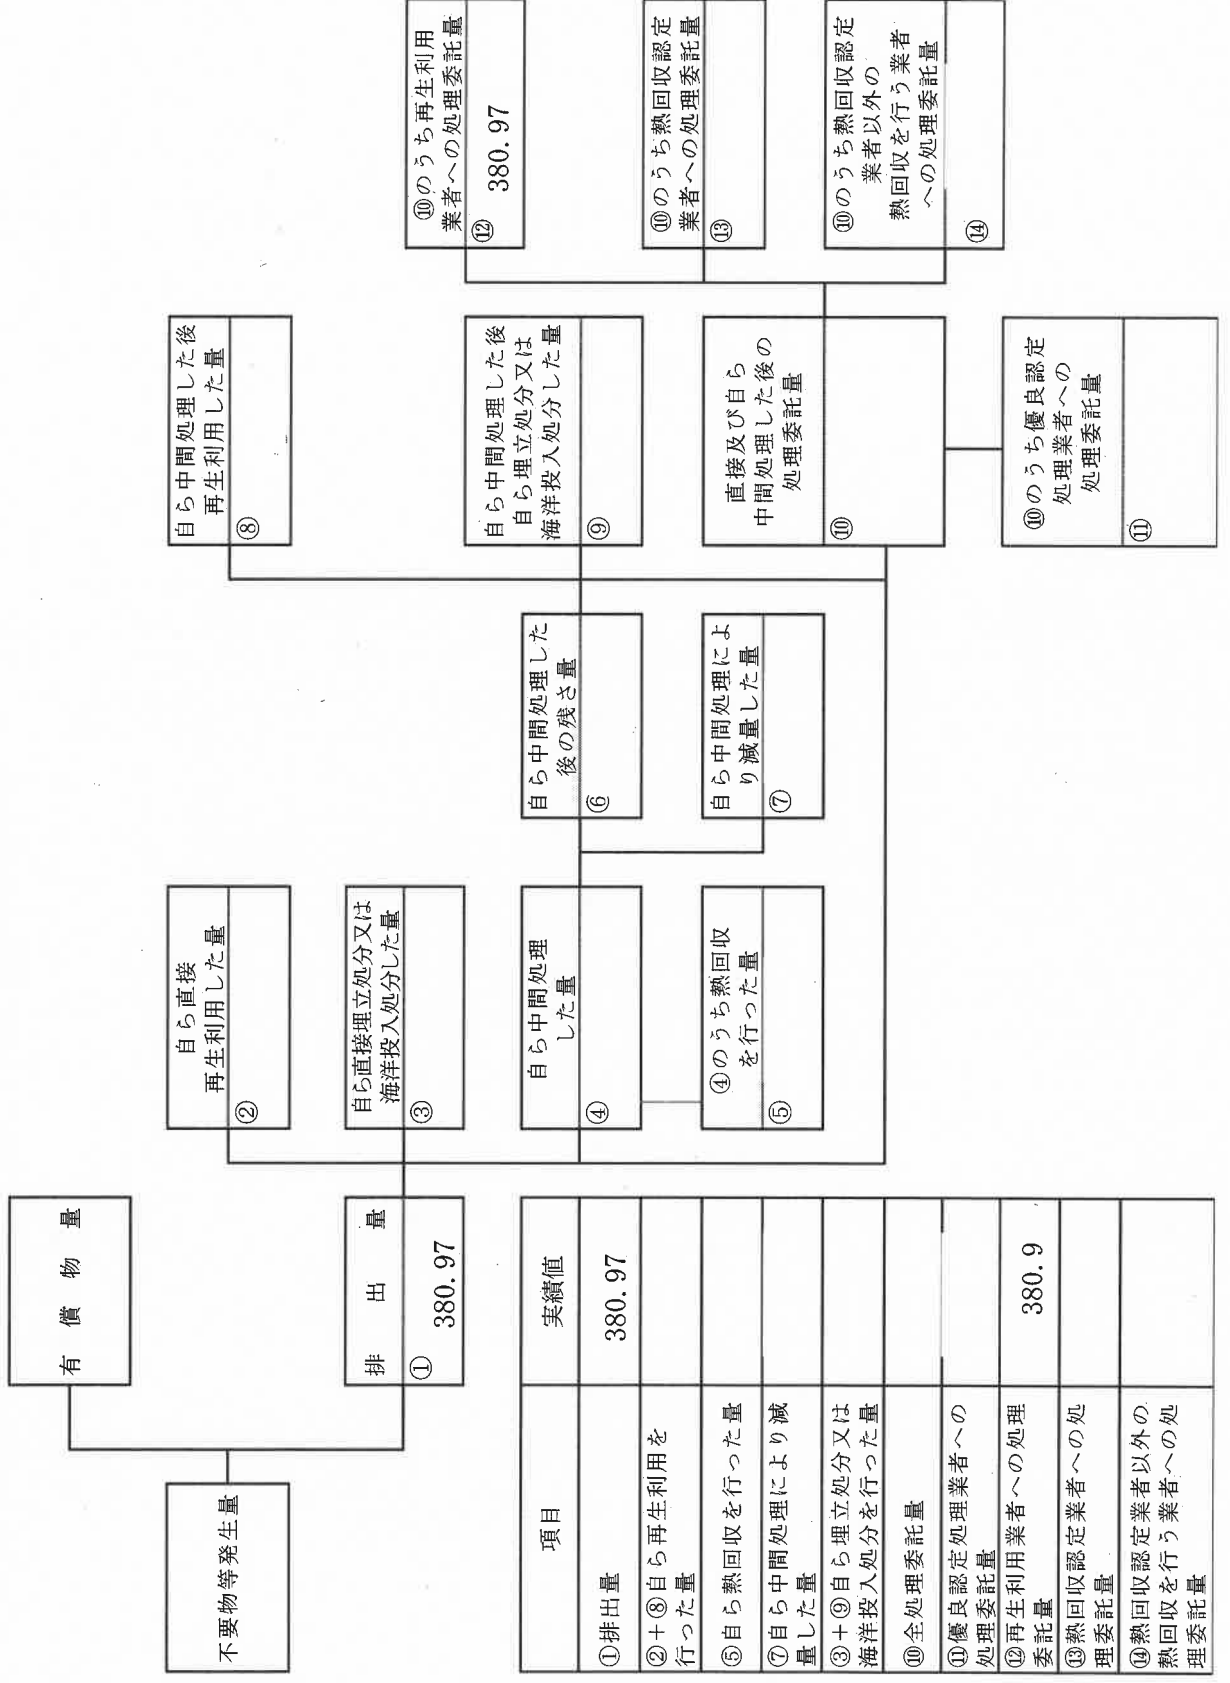 有償物量
不要物等発生量
排出量
①
380.97
自ら直接
再生利用した量
②
自ら直接埋立処分又は
海洋投入処分した量
③
自ら中間処理
した量
④
④のうち熱回収
を行った量
⑤
自ら中間処理した
後の残さ量
⑥
自ら中間処理によ
り減量した量
⑦
自ら中間処理した後
再生利用した量
⑧
自ら中間処理した後
自ら埋立処分又は
海洋投入処分した量
⑨
直接及び自ら
中間処理した後の
処理委託量
⑩
⑩のうち優良認定
処理業者への
処理委託量
⑪
⑩のうち再生利用
業者への処理委託量
⑫
380.97
⑩のうち熱回収認定
業者への処理委託量
⑬
⑩のうち熱回収認定
業者以外の
熱回収を行う業者
への処理委託量
⑭
項目 実績値
①排出量 380.97
②＋⑧自ら再生利用を
行った量
⑤自ら熱回収を行った量
⑦自ら中間処理により減
量した量
③＋⑨自ら埋立処分又は
海洋投入処分を行った量
⑩全処理委託量
⑪優良認定処理業者への
処理委託量
⑫再生利用業者への処理
委託量
380.9
⑬熱回収認定業者への処
理委託量
⑭熱回収認定業者以外の
熱回収を行う業者への処
理委託量